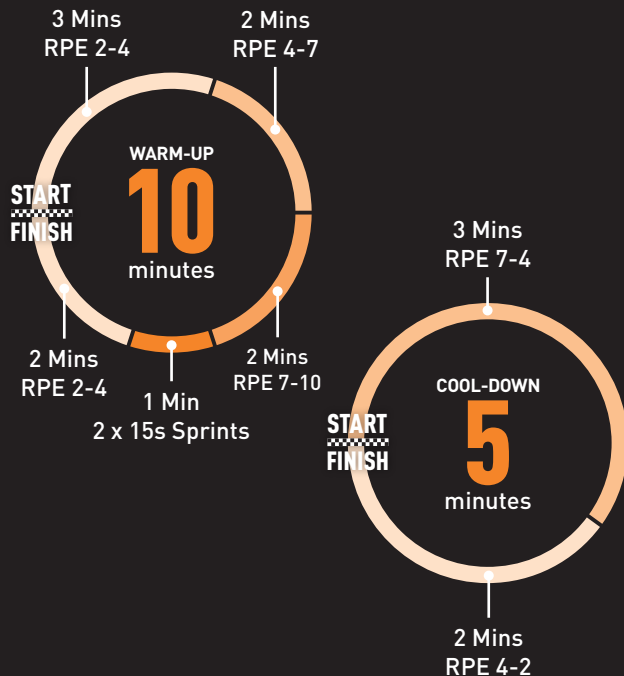 3 Mins
RPE 2-4
2 Mins
RPE 4-7
WARM-UP
10
minutes
START
FINISH
2 Mins
RPE 2-4
1 Min
2 x 15s Sprints
2 Mins
RPE 7-10
3 Mins
RPE 7-4
COOL-DOWN
5
minutes
START
FINISH
2 Mins
RPE 4-2